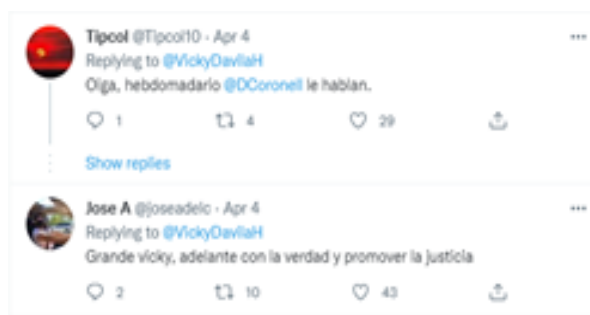 Tipcol @Tipcol10 · Apr 4
Replying to @VickyDavilaH
Olga, hebdomadario @DCoronell le hablan.
1 4 29
Show replies
Jose A @joseadelc · Apr 4
Replying to @VickyDavilaH
Grande vicky, adelante con la verdad y promover la justicia
2 10 43